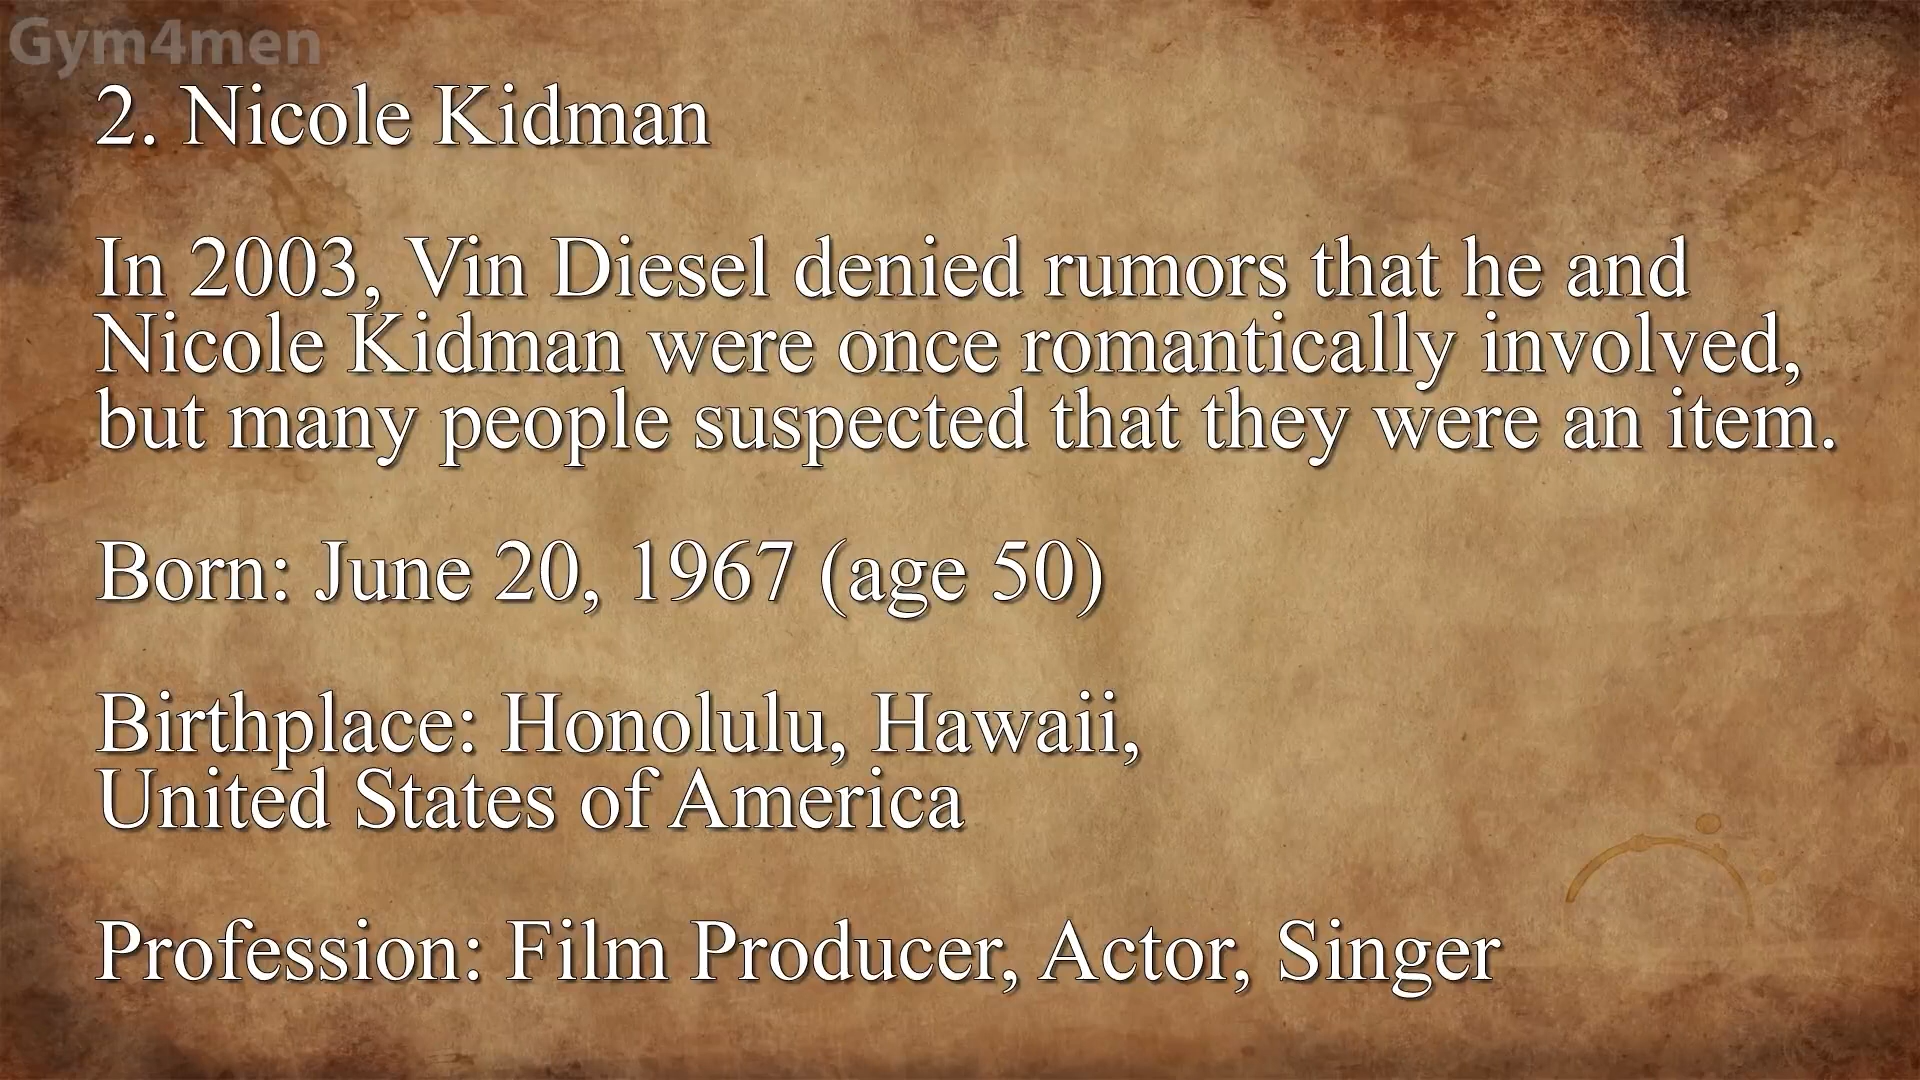 Gym4men
2. Nicole Kidman
In 2003, Vin Diesel denied rumors that he and
Nicole Kidman were once romantically involved,
but many people suspected that they were an item.
Born: June 20, 1967 (age 50)
Birthplace: Honolulu, Hawaii,
United States of America
Profession: Film Producer, Actor, Singer